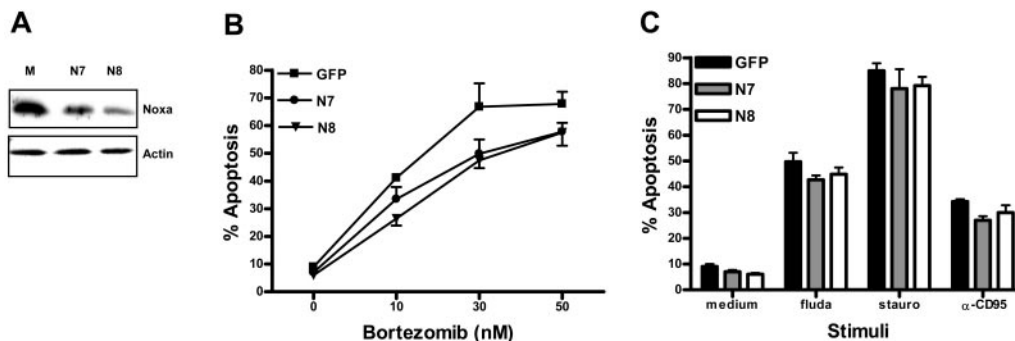 A
M N7 N8
Noxa
Actin
B
% Apoptosis
80
70
60
50
40
30
20
10
0
GFP
N7
N8
0 10 30 50
Bortezomib (nM)
C
% Apoptosis
90
80
70
60
50
40
30
20
10
0
GFP
N7
N8
medium fluda stauro α-CD95
Stimuli